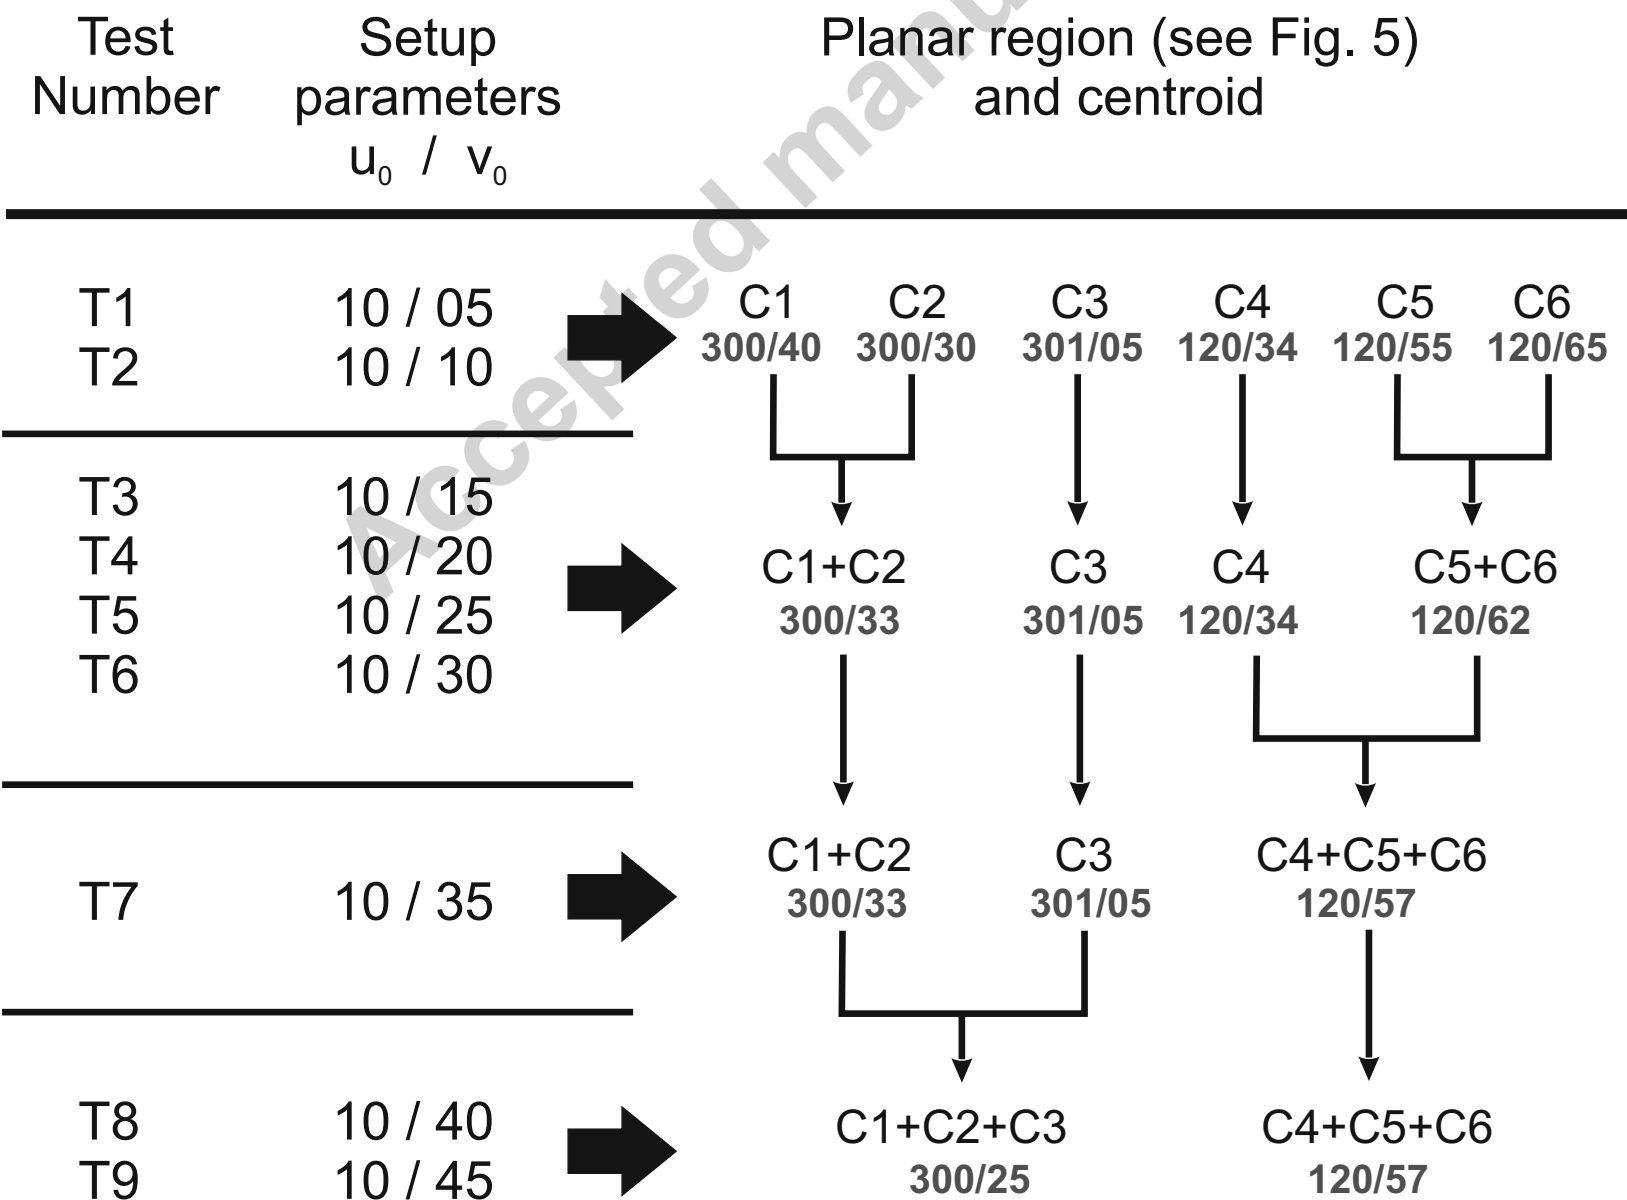 Test Number
Setup parameters
u₀ / v₀
Planar region (see Fig. 5)
and centroid
T1 10 / 05
T2 10 / 10
C1 C2 C3 C4 C5 C6
300/40 300/30 301/05 120/34 120/55 120/65
T3 10 / 15
T4 10 / 20
T5 10 / 25
T6 10 / 30
C1+C2 C3 C4 C5+C6
300/33 301/05 120/34 120/62
T7 10 / 35
C1+C2 C3 C4+C5+C6
300/33 301/05 120/57
T8 10 / 40
T9 10 / 45
C1+C2+C3 C4+C5+C6
300/25 120/57
Accepted manu